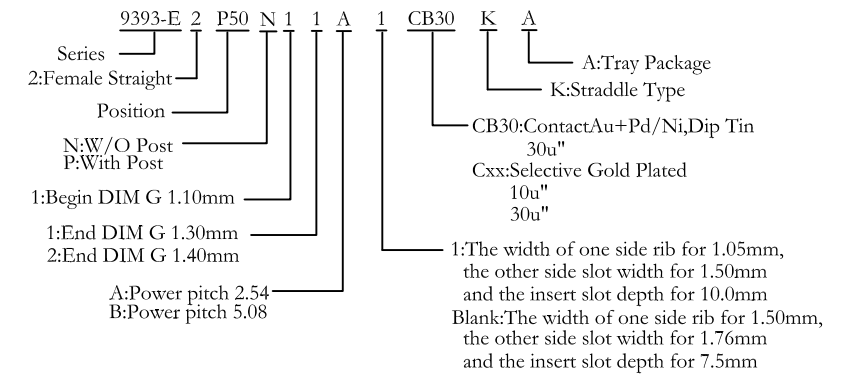 9393-E 2 P50 N 1 1 A 1 CB30 K A
Series
2:Female Straight
Position
N:W/O Post
P:With Post
1:Begin DIM G 1.10mm
1:End DIM G 1.30mm
2:End DIM G 1.40mm
A:Power pitch 2.54
B:Power pitch 5.08
A:Tray Package
K:Straddle Type
CB30:ContactAu+Pd/Ni,Dip Tin
30u"
Cxx:Selective Gold Plated
10u"
30u"
1:The width of one side rib for 1.05mm,
the other side slot width for 1.50mm
and the insert slot depth for 10.0mm
Blank:The width of one side rib for 1.50mm,
the other side slot width for 1.76mm
and the insert slot depth for 7.5mm